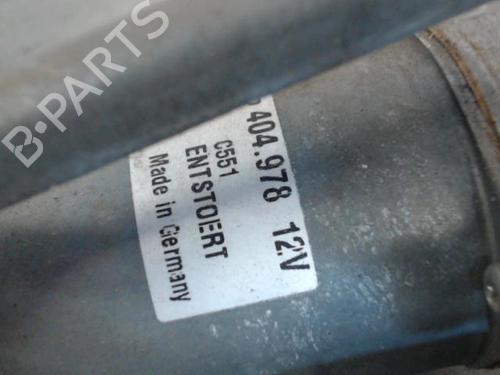 404.978 12V
C551
ENTSTOERT
Made in Germany
B-PARTS